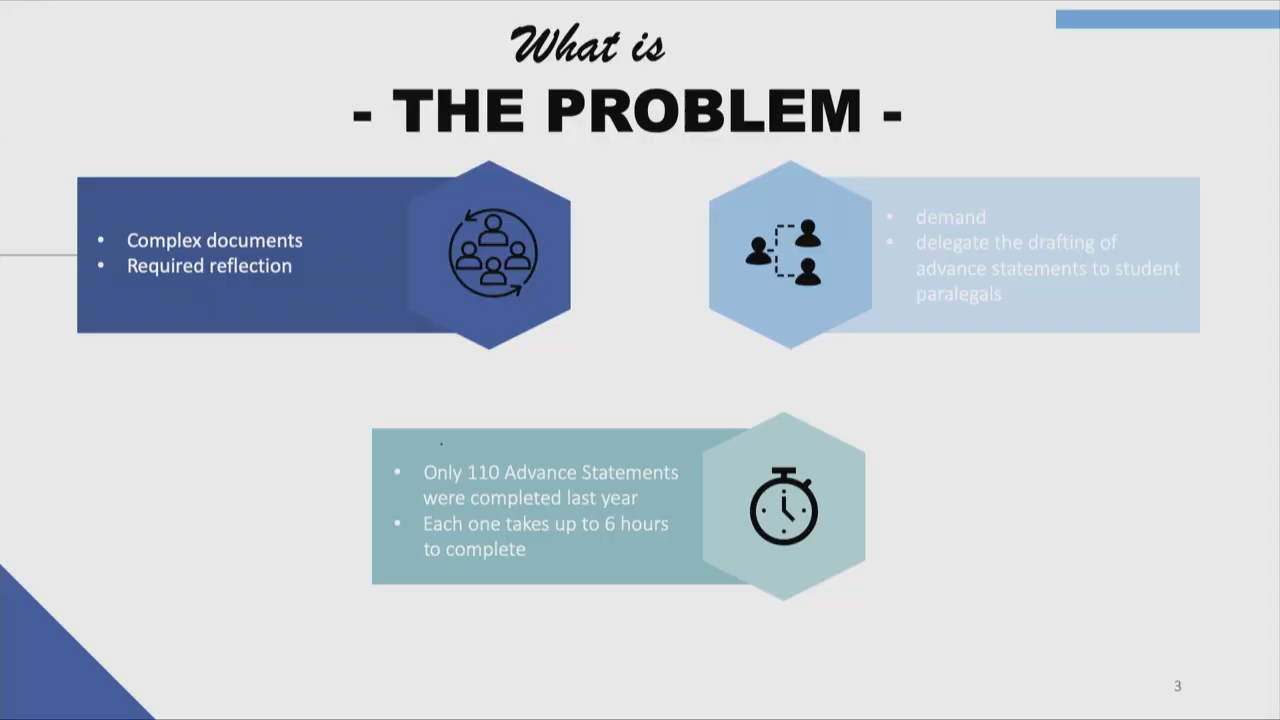 What is
- THE PROBLEM -
• Complex documents
• Required reflection
• demand
• delegate the drafting of
advance statements to student
paralegals
.
• Only 110 Advance Statements
were completed last year
• Each one takes up to 6 hours
to complete
3